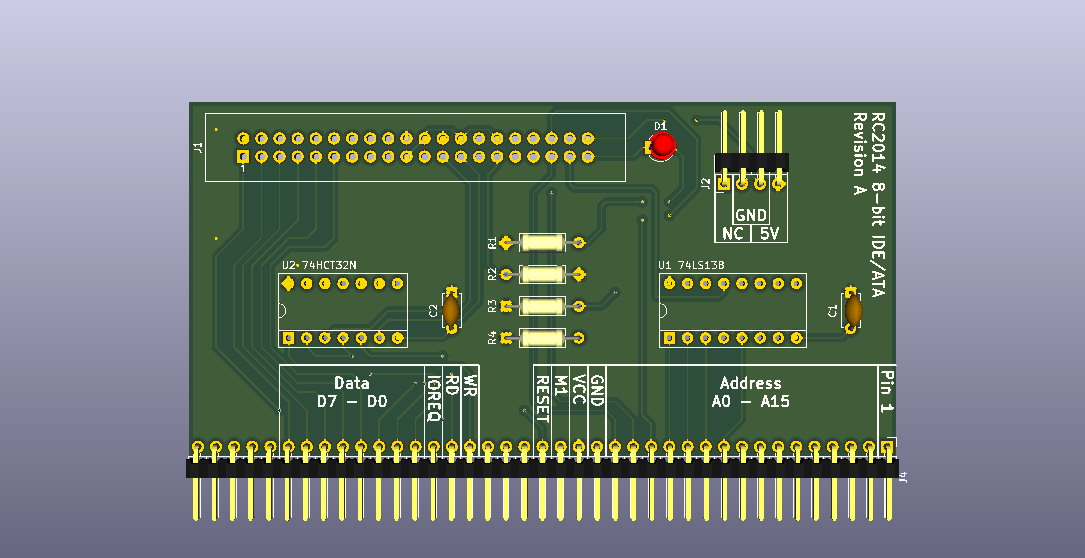 J1
1
D1
J2
GND
NC 5V
RC2014 8-bit IDE/ATA
Revision A
R1
R2
R3
R4
U2 74HCT32N
C2
U1 74LS138
C1
Data
D7 - D0
IOREQ
RD
WR
RESET
M1
VCC
GND
Address
A0 - A15
Pin 1
J4